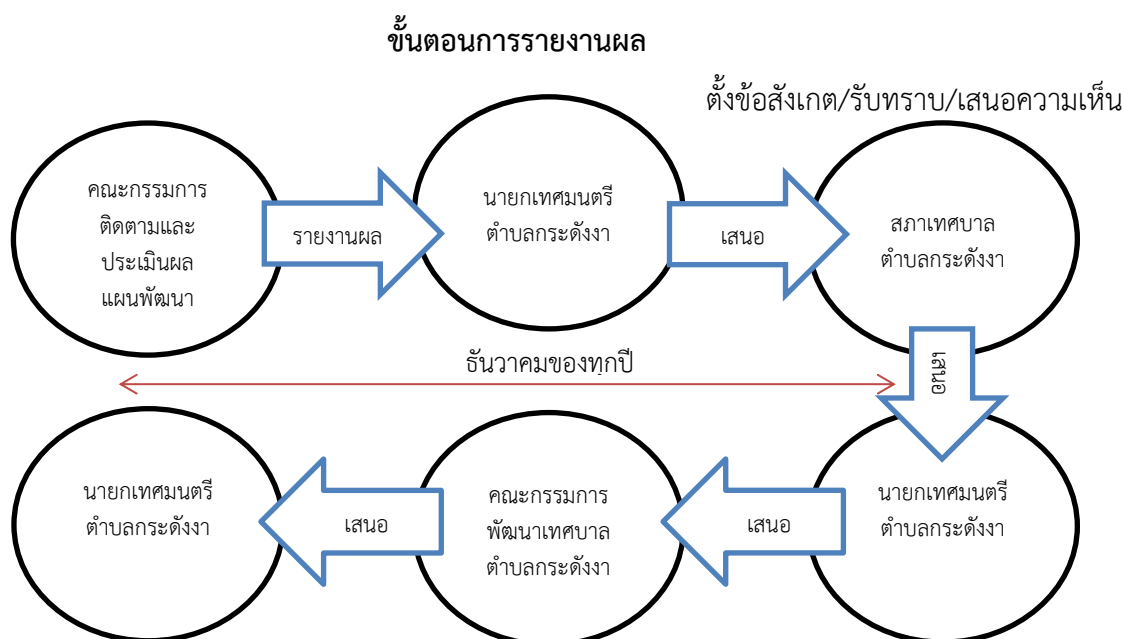 ขั้นตอนการรายงานผล
ตั้งข้อสังเกต/รับทราบ/เสนอความเห็น
คณะกรรมการ
ติดตามและ
ประเมินผล
แผนพัฒนา
รายงานผล
นายกเทศมนตรี
ตำบลกระดังงา
เสนอ
สภาเทศบาล
ตำบลกระดังงา
ธันวาคมของทุกปี
เสนอ
นายกเทศมนตรี
ตำบลกระดังงา
เสนอ
คณะกรรมการ
พัฒนาเทศบาล
ตำบลกระดังงา
เสนอ
นายกเทศมนตรี
ตำบลกระดังงา